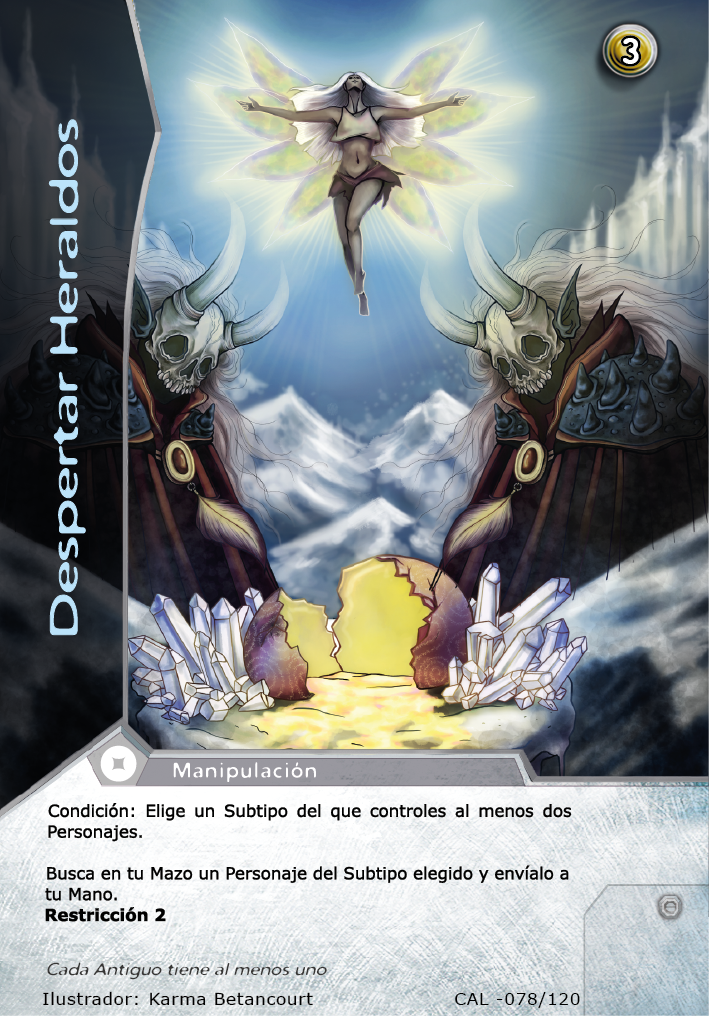 3
Despertar Heraldos
Manipulación
Condición: Elige un Subtipo del que controles al menos dos
Personajes.
Busca en tu Mazo un Personaje del Subtipo elegido y envíalo a
tu Mano.
Restricción 2
Cada Antiguo tiene al menos uno
Ilustrador: Karma Betancourt
CAL -078/120